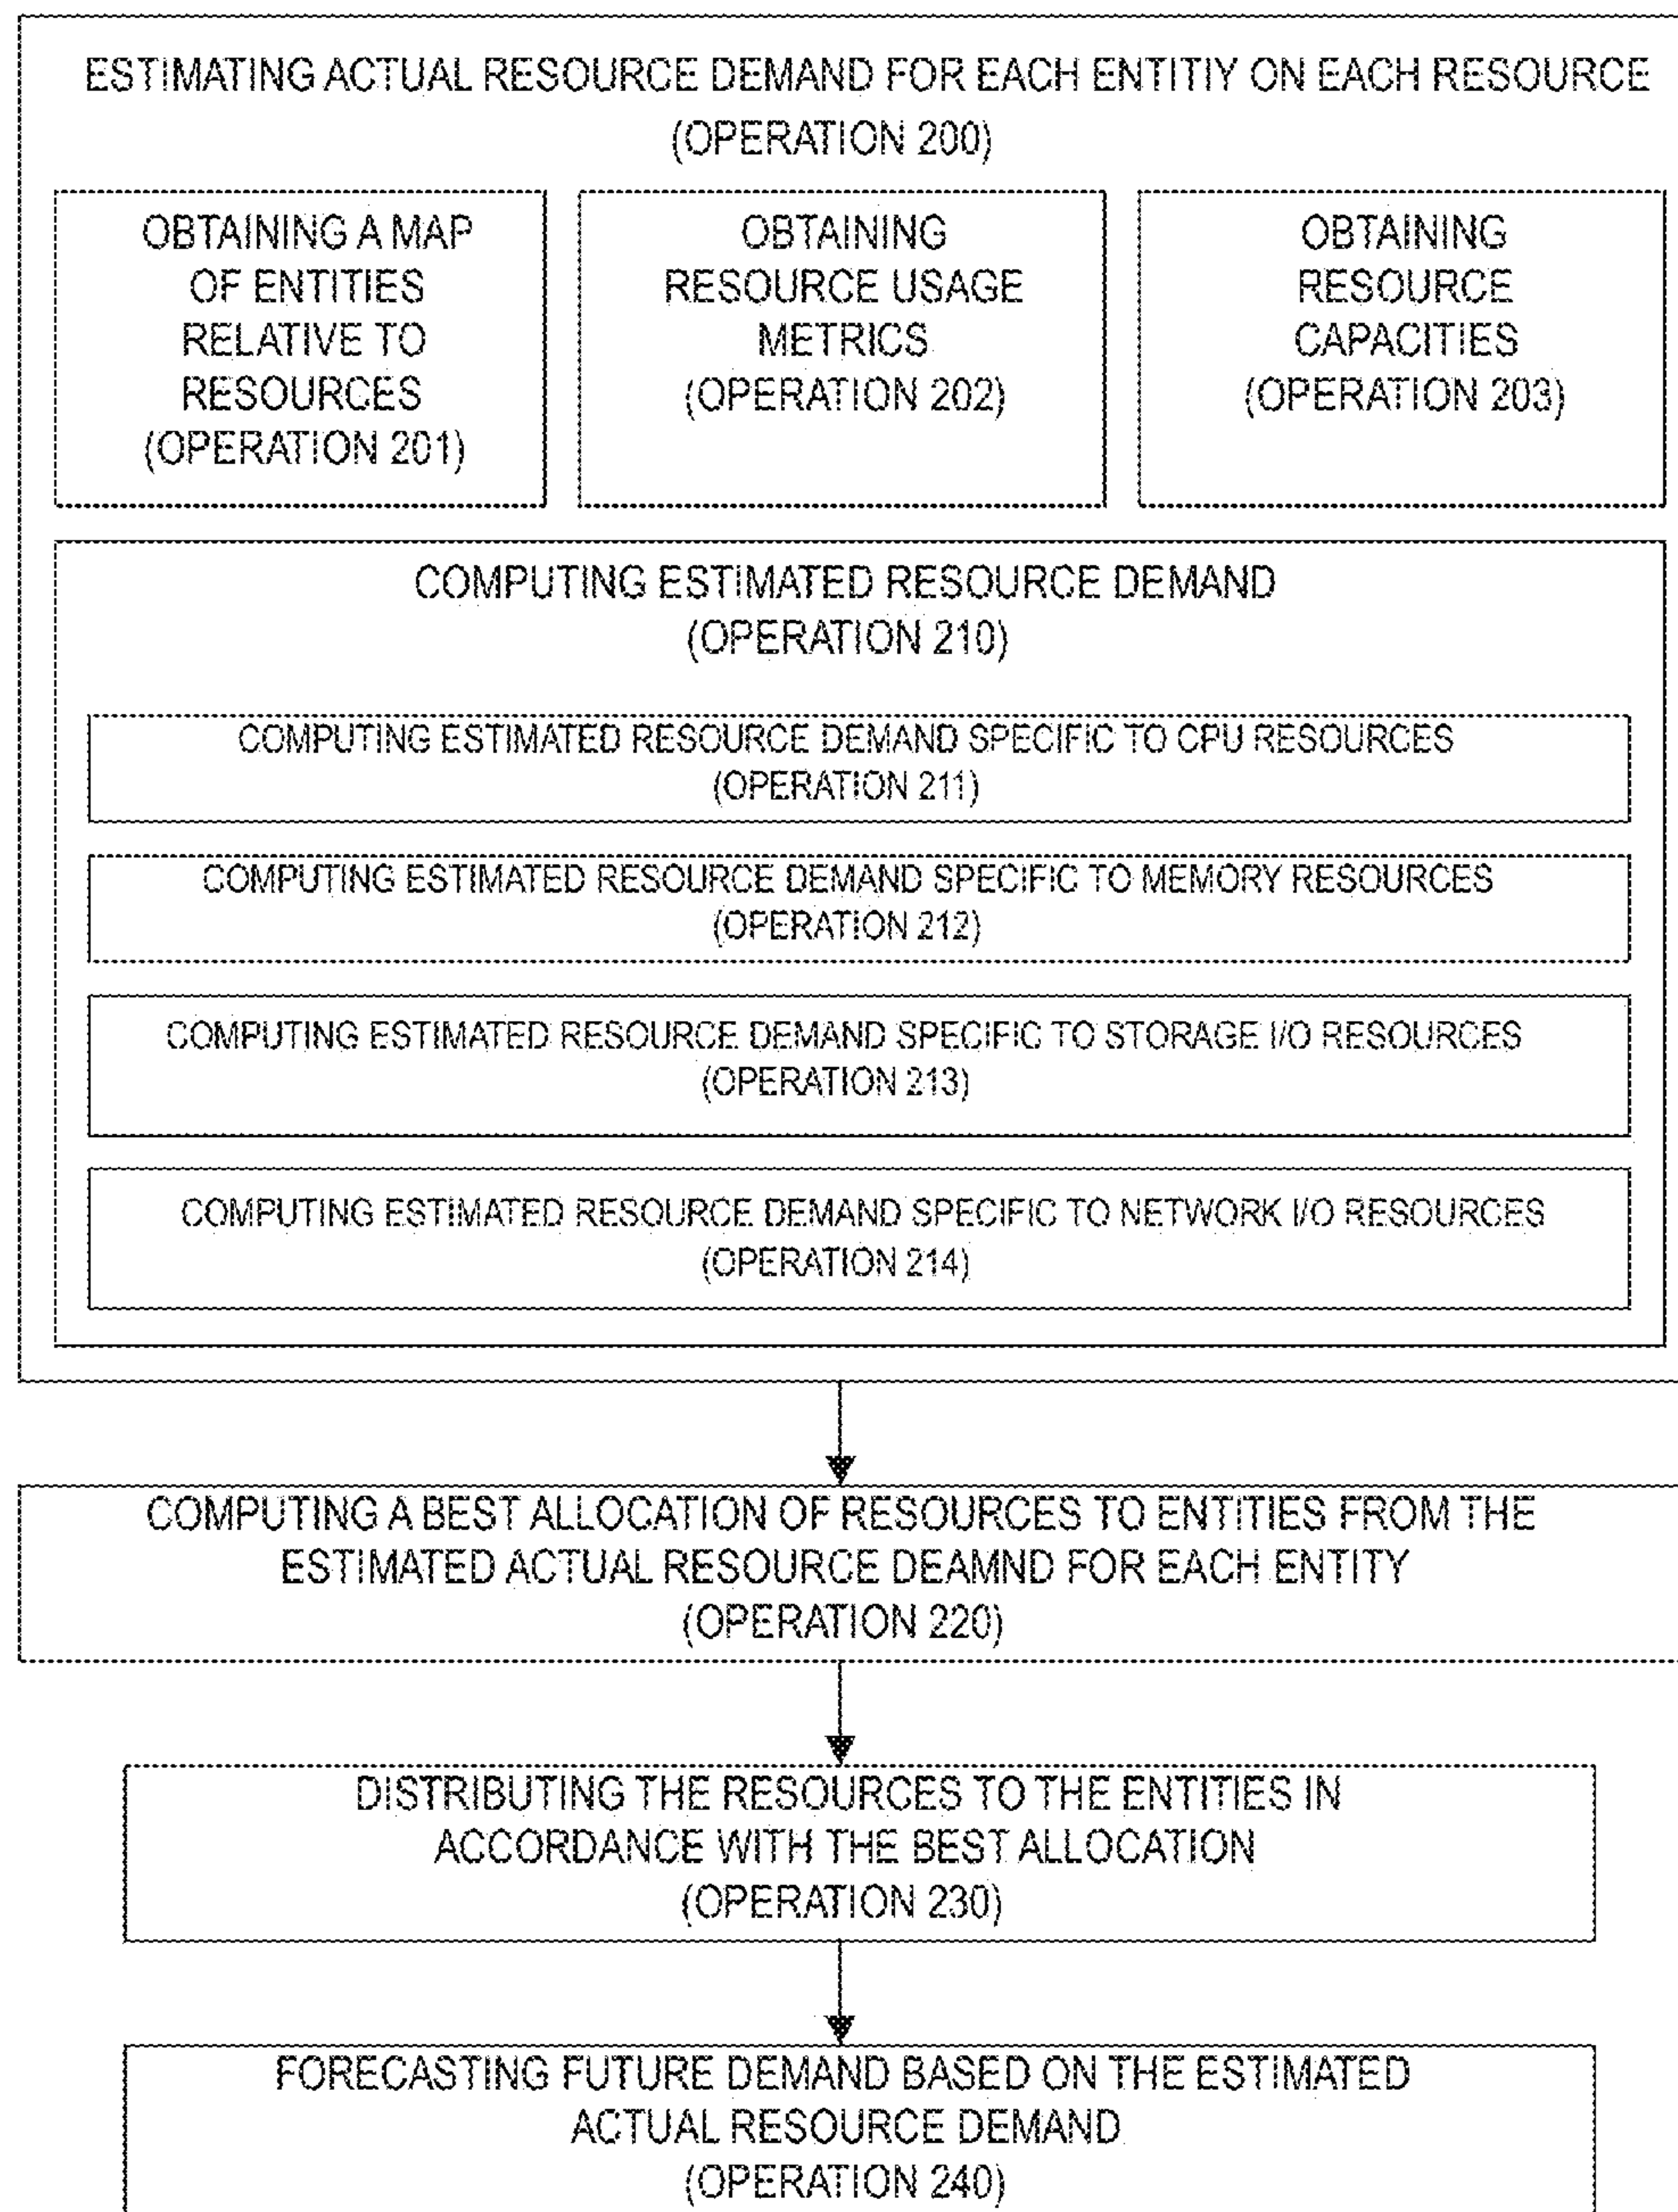 ESTIMATING ACTUAL RESOURCE DEMAND FOR EACH ENTITIY ON EACH RESOURCE
(OPERATION 200)
OBTAINING A MAP
OF ENTITIES
RELATIVE TO
RESOURCES
(OPERATION 201)
OBTAINING
RESOURCE USAGE
METRICS
(OPERATION 202)
OBTAINING
RESOURCE
CAPACITIES
(OPERATION 203)
COMPUTING ESTIMATED RESOURCE DEMAND
(OPERATION 210)
COMPUTING ESTIMATED RESOURCE DEMAND SPECIFIC TO CPU RESOURCES
(OPERATION 211)
COMPUTING ESTIMATED RESOURCE DEMAND SPECIFIC TO MEMORY RESOURCES
(OPERATION 212)
COMPUTING ESTIMATED RESOURCE DEMAND SPECIFIC TO STORAGE I/O RESOURCES
(OPERATION 213)
COMPUTING ESTIMATED RESOURCE DEMAND SPECIFIC TO NETWORK I/O RESOURCES
(OPERATION 214)
COMPUTING A BEST ALLOCATION OF RESOURCES TO ENTITIES FROM THE
ESTIMATED ACTUAL RESOURCE DEAMND FOR EACH ENTITY
(OPERATION 220)
DISTRIBUTING THE RESOURCES TO THE ENTITIES IN
ACCORDANCE WITH THE BEST ALLOCATION
(OPERATION 230)
FORECASTING FUTURE DEMAND BASED ON THE ESTIMATED
ACTUAL RESOURCE DEMAND
(OPERATION 240)